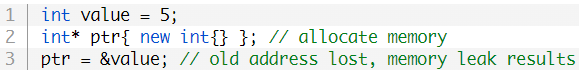 1 int value = 5;
2 int* ptr{ new int{} }; // allocate memory
3 ptr = &value; // old address lost, memory leak results